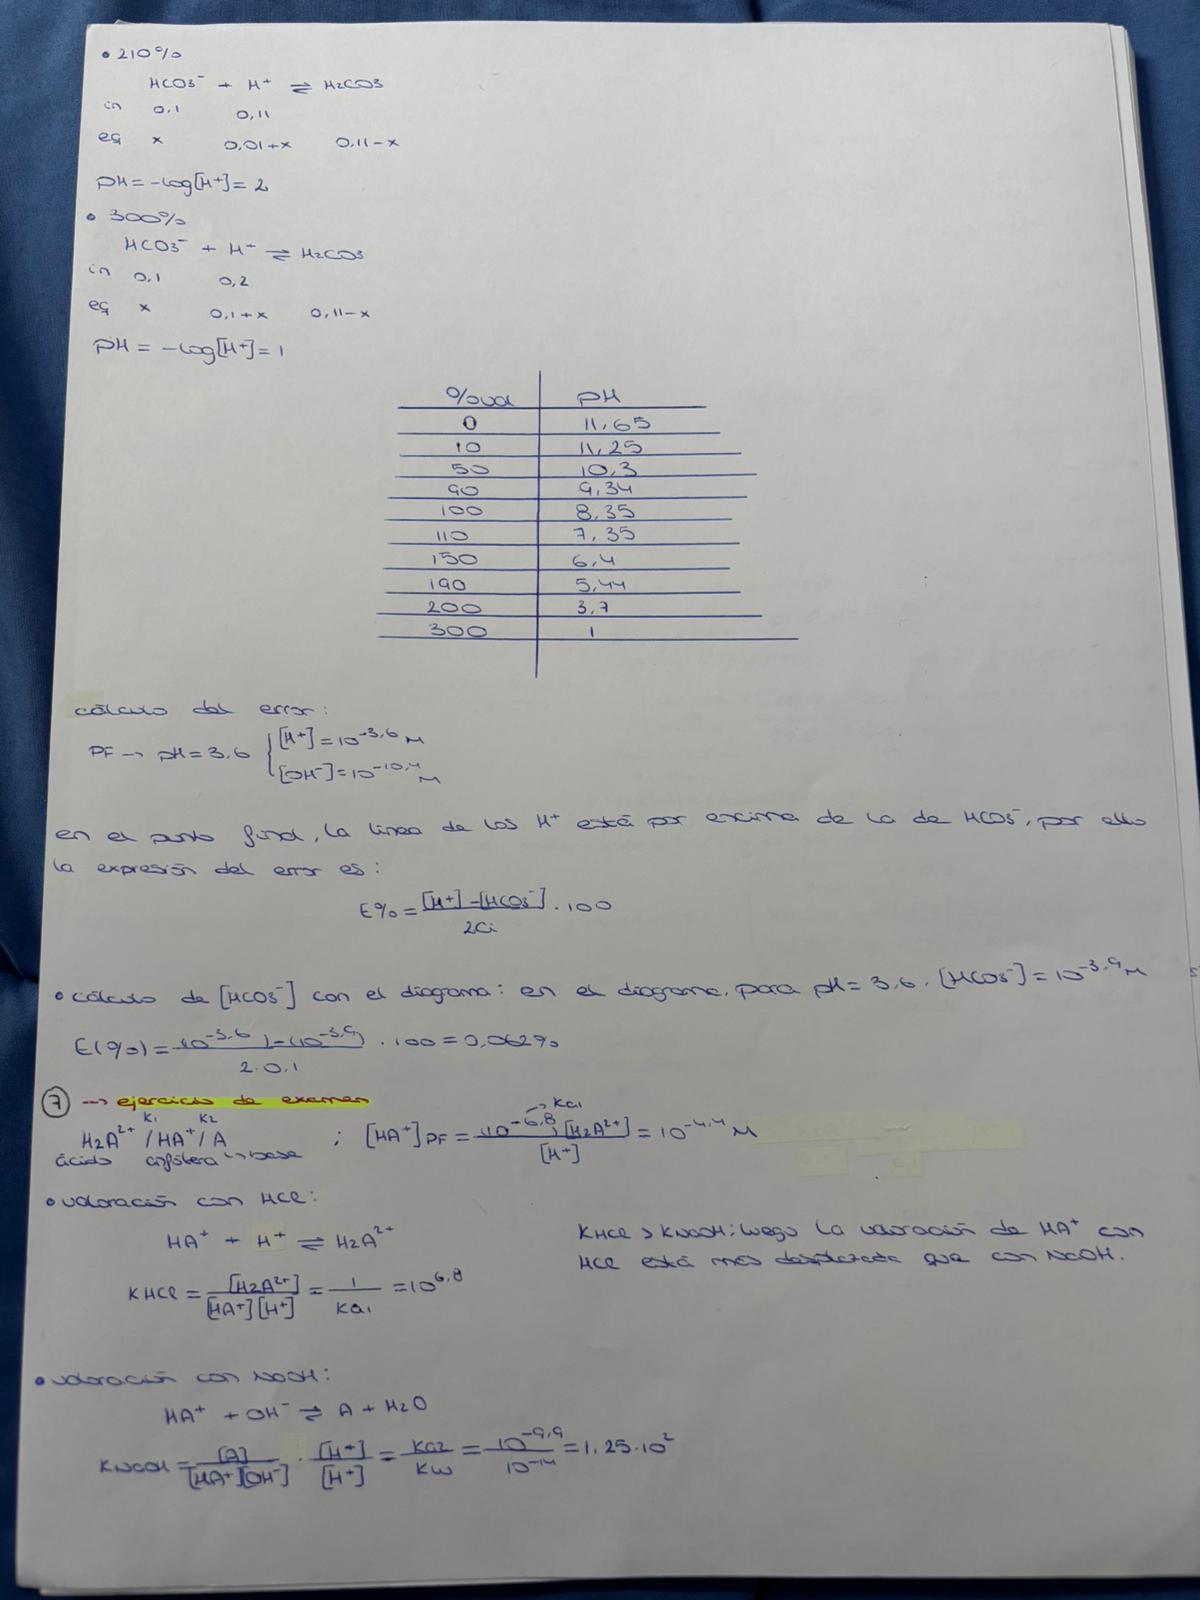 • 210%
HCO3⁻ + H⁺ ⇌ H2CO3
in 0,1 0,11
eq x 0,01+x 0,11-x
pH = -log[H⁺] = 2
• 300%
HCO3⁻ + H⁺ ⇌ H2CO3
in 0,1 0,2
eq x 0,1+x 0,11-x
pH = -log[H⁺] = 1
%val pH
0 11,65
10 11,25
50 10,3
90 9,34
100 8,35
110 7,35
150 6,4
190 5,44
200 3,7
300 1
cálculo del error:
PF → pH = 3,6 { [H⁺] = 10^-3,6 M
[OH⁻] = 10^-10,4 M
en el punto final, la línea de los H⁺ está por encima de la de HCO3⁻, por ello
la expresión del error es:
E% = [H⁺] - [HCO3⁻] / 2Ci · 100
• cálculo de [HCO3⁻] con el diagrama: en el diagrama, para pH = 3,6, [HCO3⁻] = 10^-3,9 M
E(%) = (10^-3,6) - (10^-3,9) / 2·0,1 · 100 = 0,062%
⑦ → ejercicio de examen
K1 K2
H2A²⁺ / HA⁺ / A ; [HA⁺]PF = (10^-6,8)[H2A²⁺] / [H⁺] = 10^-4,4 M
→ Ka1
ácido anfótera ↳ base
• valoración con HCl:
HA⁺ + H⁺ ⇌ H2A²⁺
KHCl = [H2A²⁺] / [HA⁺][H⁺] = 1 / Ka1 = 10^6,8
KHCl > KNaOH; luego la valoración de HA⁺ con
HCl está más desplazada que con NaOH.
• valoración con NaOH:
HA⁺ + OH⁻ ⇌ A + H2O
KNaOH = [A] / [HA⁺][OH⁻] · [H⁺] / [H⁺] = Ka2 / Kw = 10^-9,9 / 10^-14 = 1,25·10²